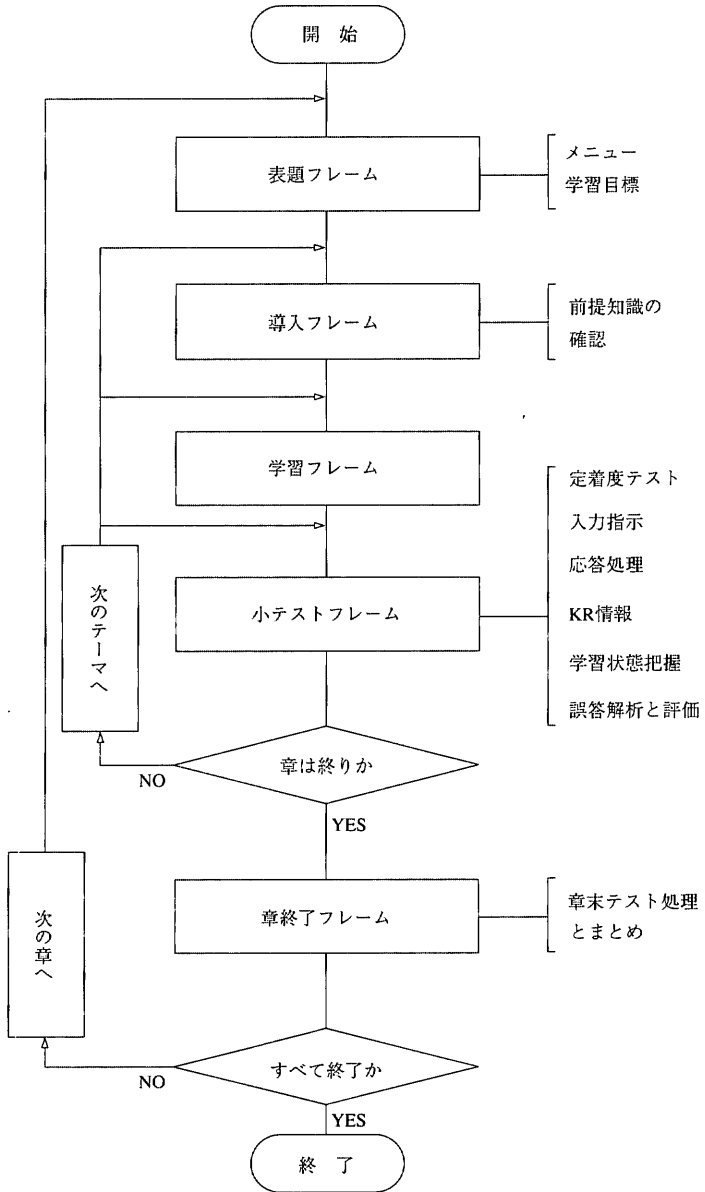 開 始
表題フレーム
メニュー
学習目標
導入フレーム
前提知識の
確認
学習フレーム
定着度テスト
入力指示
応答処理
KR情報
学習状態把握
誤答解析と評価
小テストフレーム
次のテーマへ
章は終りか
NO
YES
章終了フレーム
章末テスト処理
とまとめ
次の章へ
すべて終了か
NO
YES
終 了